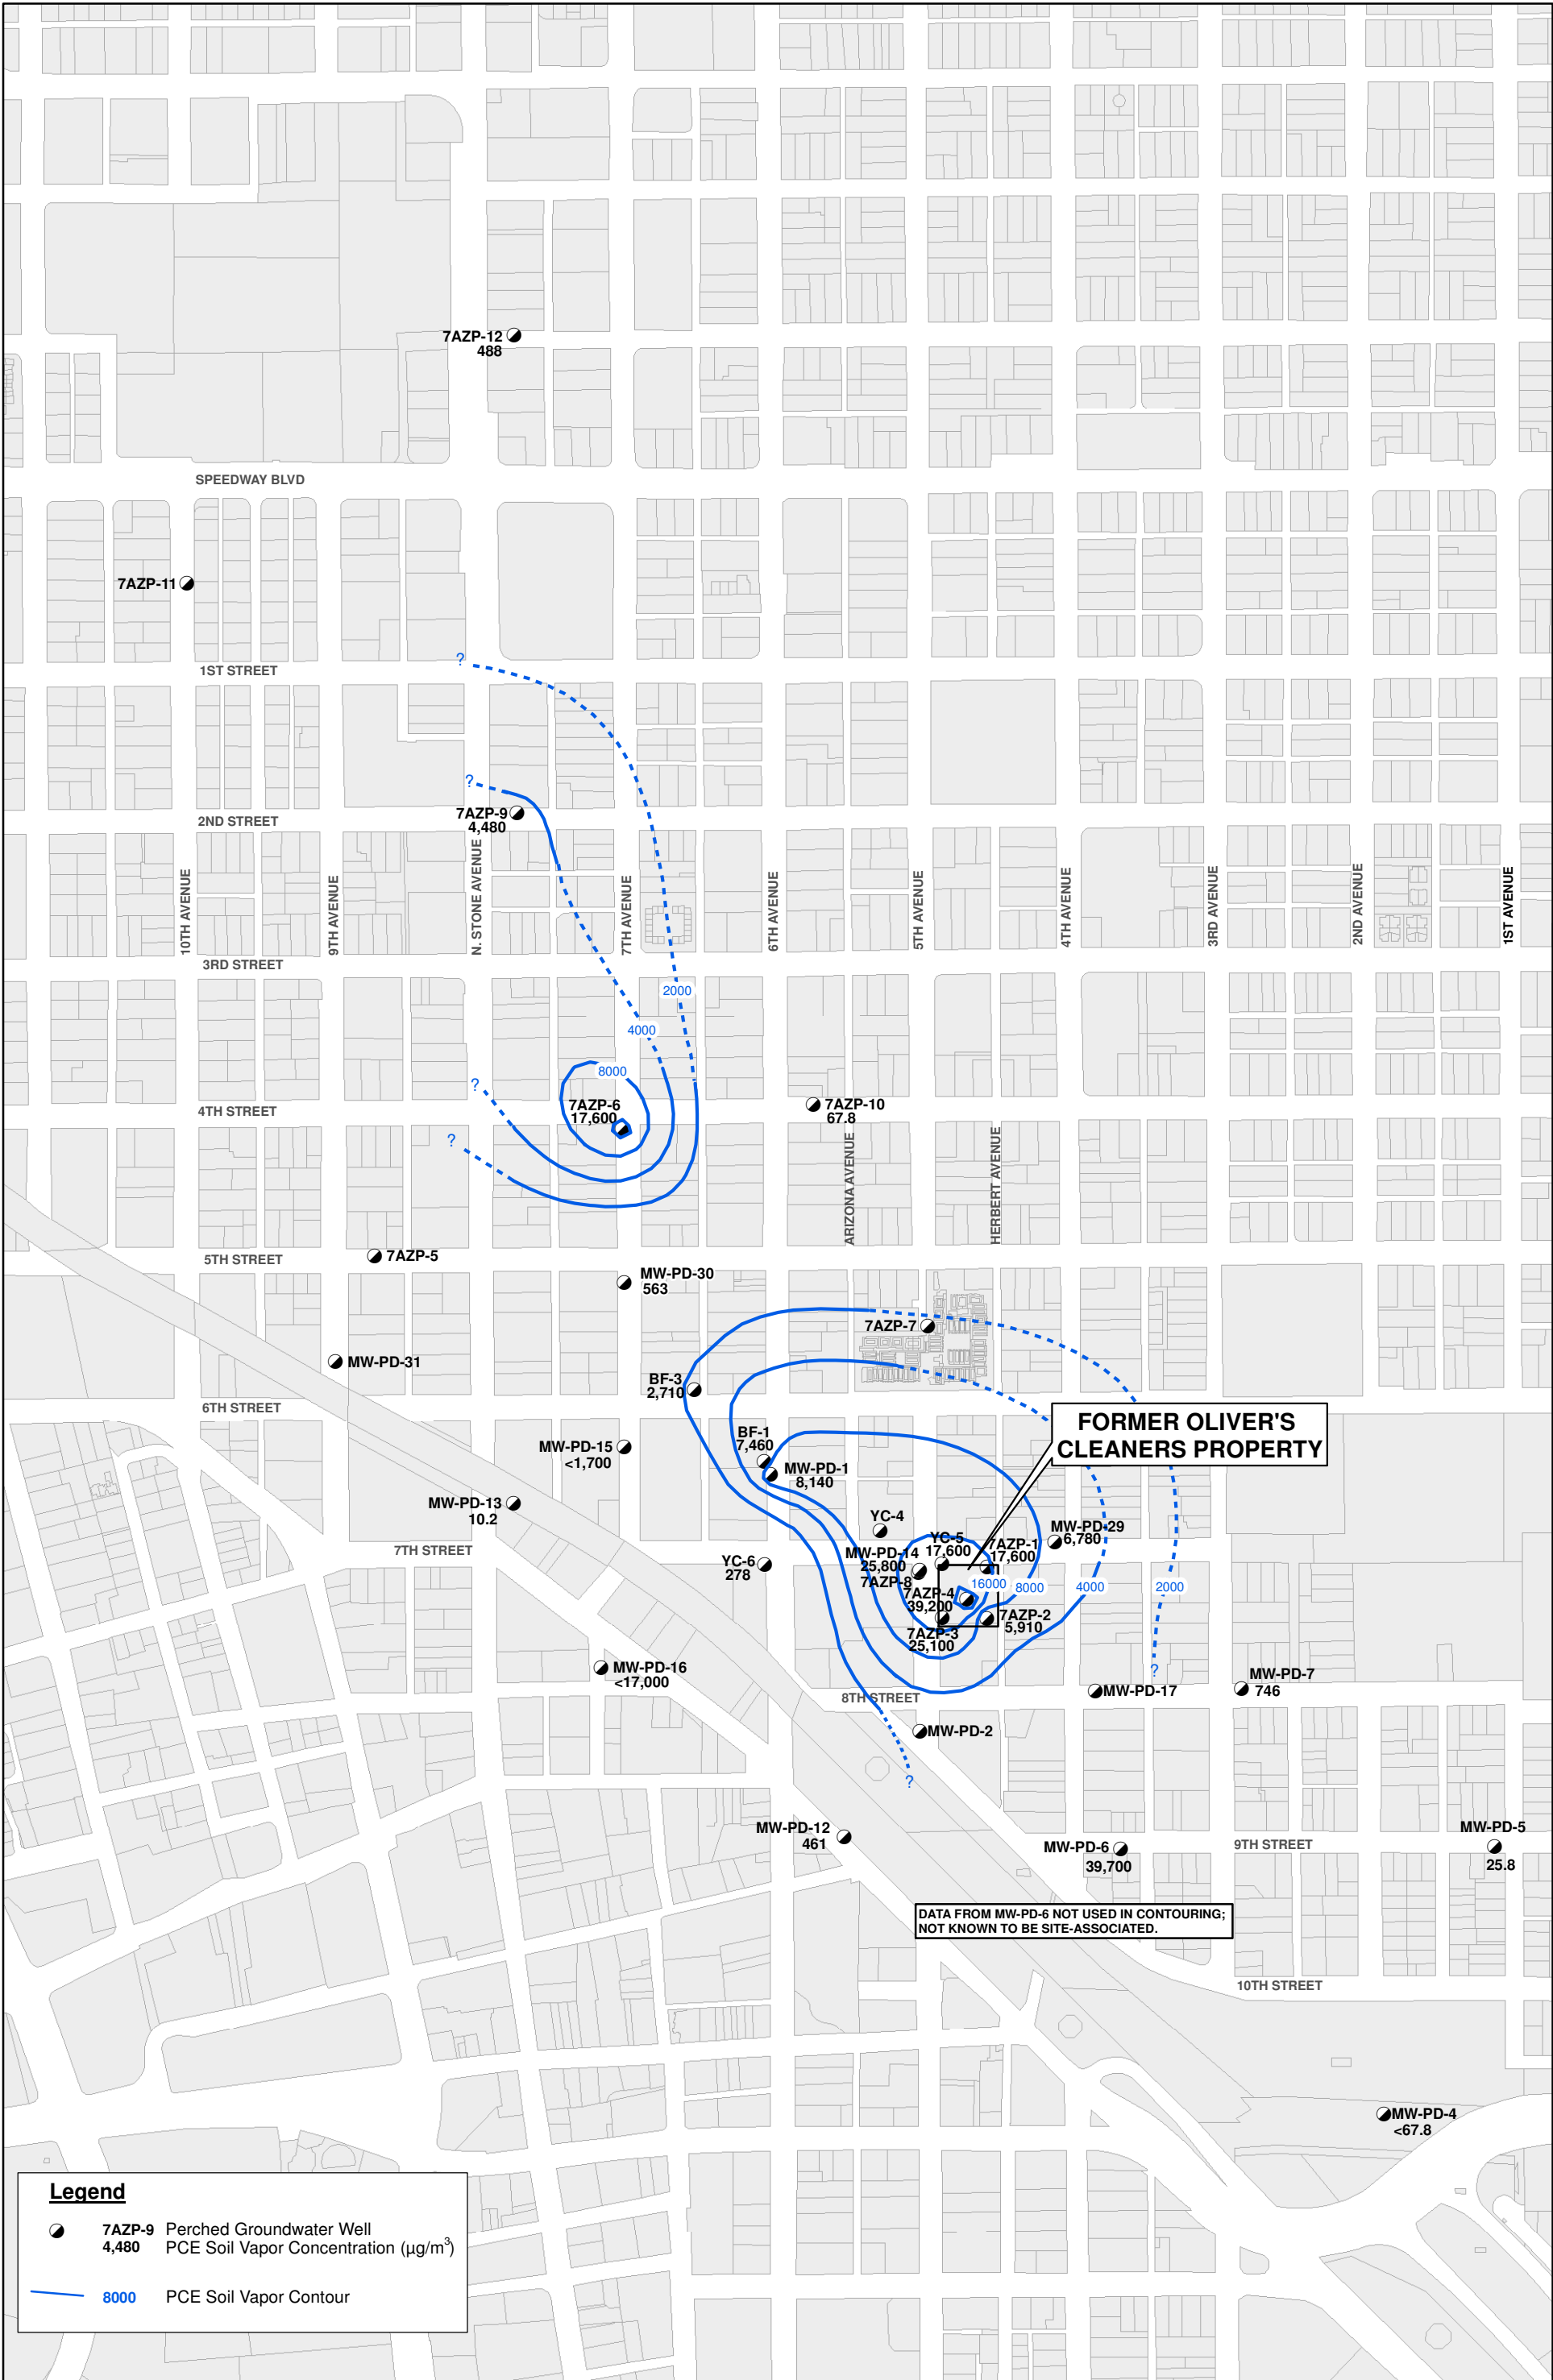 7AZP-12
488
SPEEDWAY BLVD
7AZP-11
1ST STREET
?
?
7AZP-9
4,480
2ND STREET
10TH AVENUE
9TH AVENUE
N. STONE AVENUE
7TH AVENUE
6TH AVENUE
5TH AVENUE
4TH AVENUE
3RD AVENUE
2ND AVENUE
1ST AVENUE
3RD STREET
2000
4000
8000
?
7AZP-6
17,600
4TH STREET
?
7AZP-10
67.8
ARIZONA AVENUE
HERBERT AVENUE
5TH STREET
7AZP-5
MW-PD-30
563
7AZP-7
MW-PD-31
BF-3
2,710
6TH STREET
FORMER OLIVER'S
CLEANERS PROPERTY
MW-PD-15
<1,700
BF-1
7,460
MW-PD-1
8,140
MW-PD-13
10.2
YC-4
7TH STREET
YC-6
278
MW-PD-14
25,800
7AZP-8
YC-5
17,600
7AZP-1
17,600
MW-PD-29
6,780
7AZP-4
39,200
16000
8000
4000
2000
7AZP-2
5,910
7AZP-3
25,100
MW-PD-16
<17,000
?
MW-PD-7
746
8TH STREET
MW-PD-17
MW-PD-2
?
MW-PD-12
461
MW-PD-6
39,700
9TH STREET
MW-PD-5
25.8
DATA FROM MW-PD-6 NOT USED IN CONTOURING;
NOT KNOWN TO BE SITE-ASSOCIATED.
10TH STREET
MW-PD-4
<67.8
Legend
7AZP-9 Perched Groundwater Well
4,480 PCE Soil Vapor Concentration (µg/m³)
8000 PCE Soil Vapor Contour